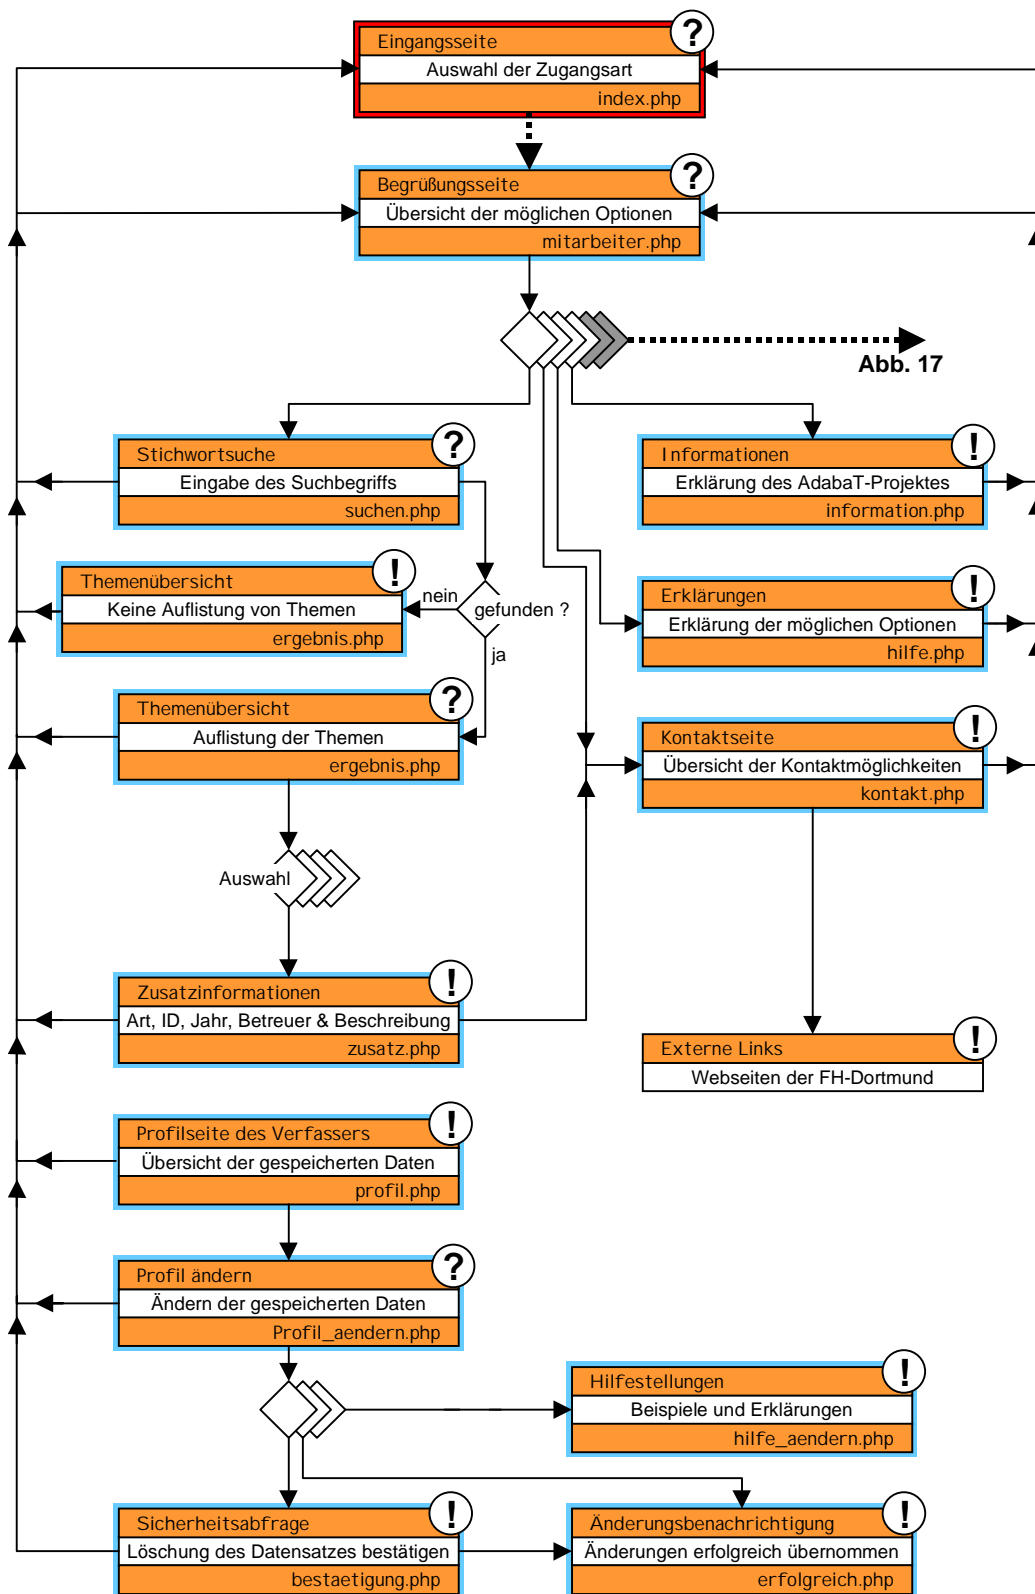 Eingangsseite
?
Auswahl der Zugangsart
index.php
Begrüßungsseite
?
Übersicht der möglichen Optionen
mitarbeiter.php
Abb. 17
Stichwortsuche
?
Eingabe des Suchbegriffs
suchen.php
Informationen
!
Erklärung des AdabaT-Projektes
information.php
Themenübersicht
!
Keine Auflistung von Themen
ergebnis.php
nein
gefunden ?
ja
Erklärungen
!
Erklärung der möglichen Optionen
hilfe.php
Themenübersicht
?
Auflistung der Themen
ergebnis.php
Kontaktseite
!
Übersicht der Kontaktmöglichkeiten
kontakt.php
Auswahl
Zusatzinformationen
!
Art, ID, Jahr, Betreuer & Beschreibung
zusatz.php
Externe Links
!
Webseiten der FH-Dortmund
Profilseite des Verfassers
!
Übersicht der gespeicherten Daten
profil.php
Profil ändern
?
Ändern der gespeicherten Daten
Profil_aendern.php
Hilfestellungen
!
Beispiele und Erklärungen
hilfe_aendern.php
Sicherheitsabfrage
!
Löschung des Datensatzes bestätigen
bestaetigung.php
Änderungsbenachrichtigung
!
Änderungen erfolgreich übernommen
erfolgreich.php